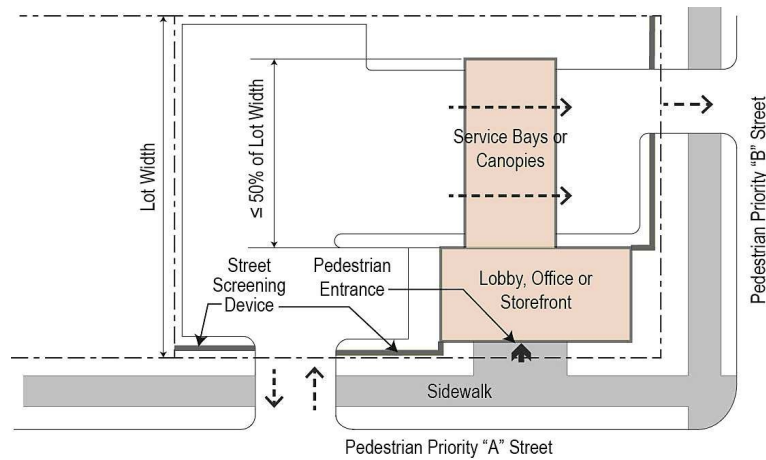 Lot Width
≤ 50% of Lot Width
Service Bays or
Canopies
Pedestrian Priority “B” Street
Street
Screening
Device
Pedestrian
Entrance
Lobby, Office or
Storefront
Sidewalk
Pedestrian Priority “A” Street